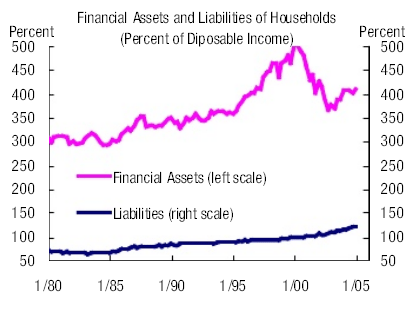 Financial Assets and Liabilities of Households
(Percent of Diposable Income)
Percent Percent
500 500
450 450
400 400
350 350
300 300
250 250
200 200
150 150
100 100
50 50
Financial Assets (left scale)
Liabilities (right scale)
1/80 1/85 1/90 1/95 1/00 1/05